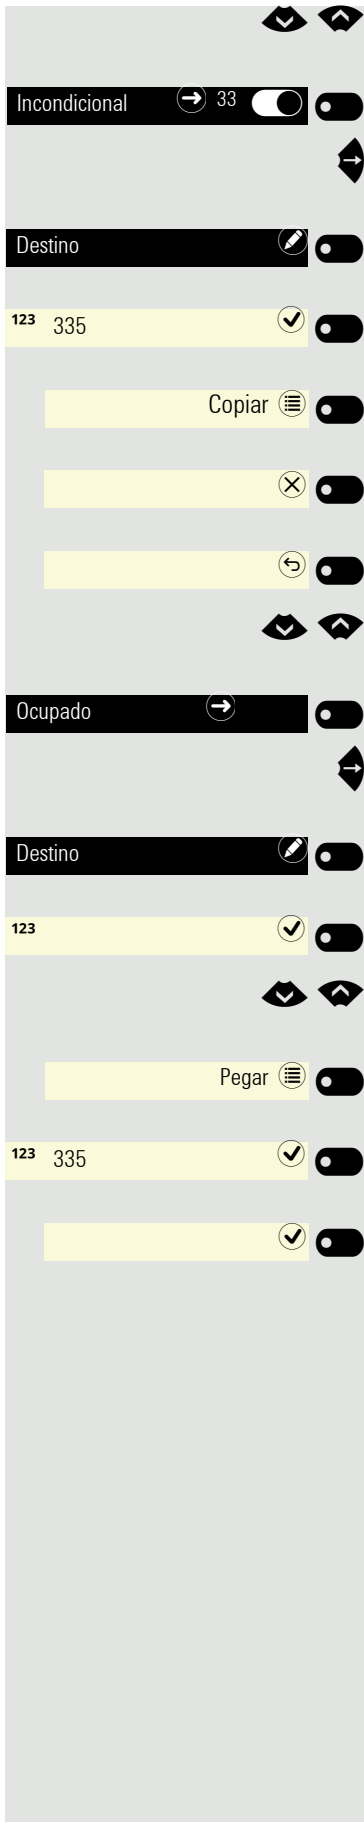 Incondicional 33
Destino
123 335
Copiar
Ocupado
Destino
123
Pegar
123 335